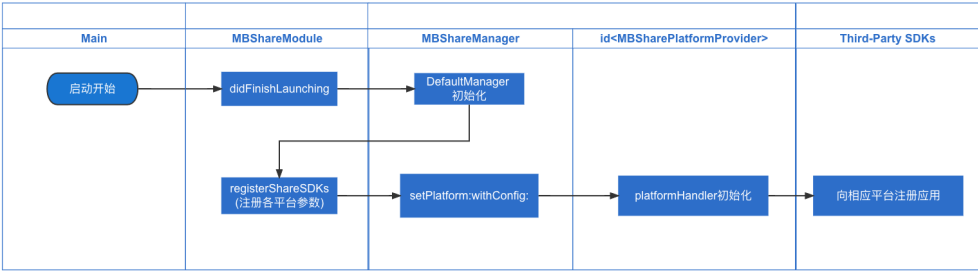 Main
MBShareModule
MBShareManager
id<MBSharePlatformProvider>
Third-Party SDKs
启动开始
didFinishLaunching
DefaultManager
初始化
registerShareSDKs
(注册各平台参数)
setPlatform:withConfig:
platformHandler初始化
向相应平台注册应用